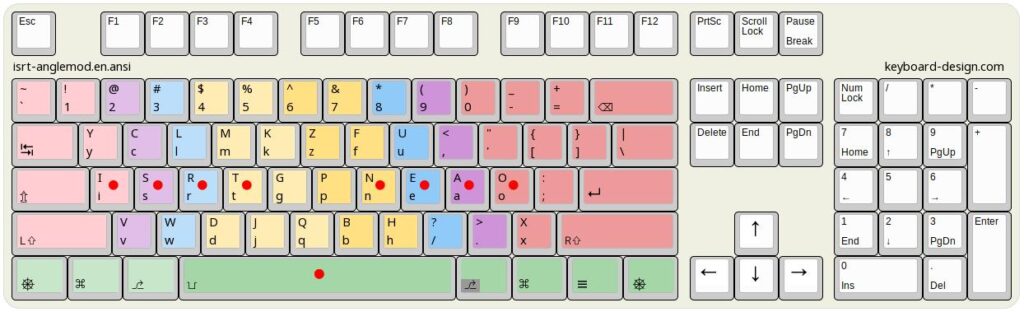 Esc F1 F2 F3 F4 F5 F6 F7 F8 F9 F10 F11 F12 PrtSc Scroll Lock Pause Break
isrt-anglemod.en.ansi keyboard-design.com
~ ! @ # $ % ^ & * ( ) _ + Insert Home PgUp Num Lock / * -
` 1 2 3 4 5 6 7 8 9 0 - = ⌫
Y C L M K Z F U < " { } | Delete End PgDn 7 8 9 +
↹ y c l m k z f u , ' [ ] \ Home ↑ PgUp
I S R T G P N E A O : 4 5 6
⇧ i s r t g p n e a o ; ↵ ← →
V W D J Q B H ? > X ↑ 1 2 3 Enter
L⇧ v w d j q b h / . x R⇧ End ↓ PgDn
⎈ ⌘ ⎇ ⎇ ⌘ ≡ ⎈ ← ↓ → 0 .
Ins Del